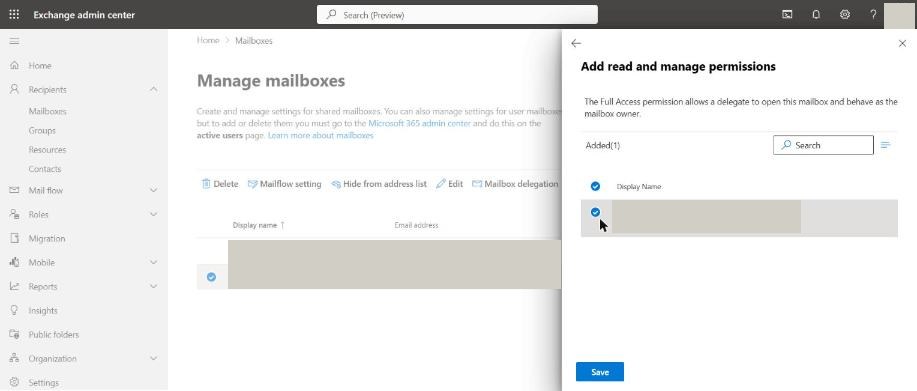 Exchange admin center
Search (Preview)
?
Home
Recipients
Mailboxes
Groups
Resources
Contacts
Mail flow
Roles
Migration
Mobile
Reports
Insights
Public folders
Organization
Settings
Home > Mailboxes
Manage mailboxes
Create and manage settings for shared mailboxes. You can also manage settings for user mailboxe
but to add or delete them you must go to the Microsoft 365 admin center and do this on the
active users page. Learn more about mailboxes
Delete Mailflow setting Hide from address list Edit Mailbox delegation
Display name ↑ Email address
Add read and manage permissions
The Full Access permission allows a delegate to open this mailbox and behave as the
mailbox owner.
Added(1) Search
Display Name
Save